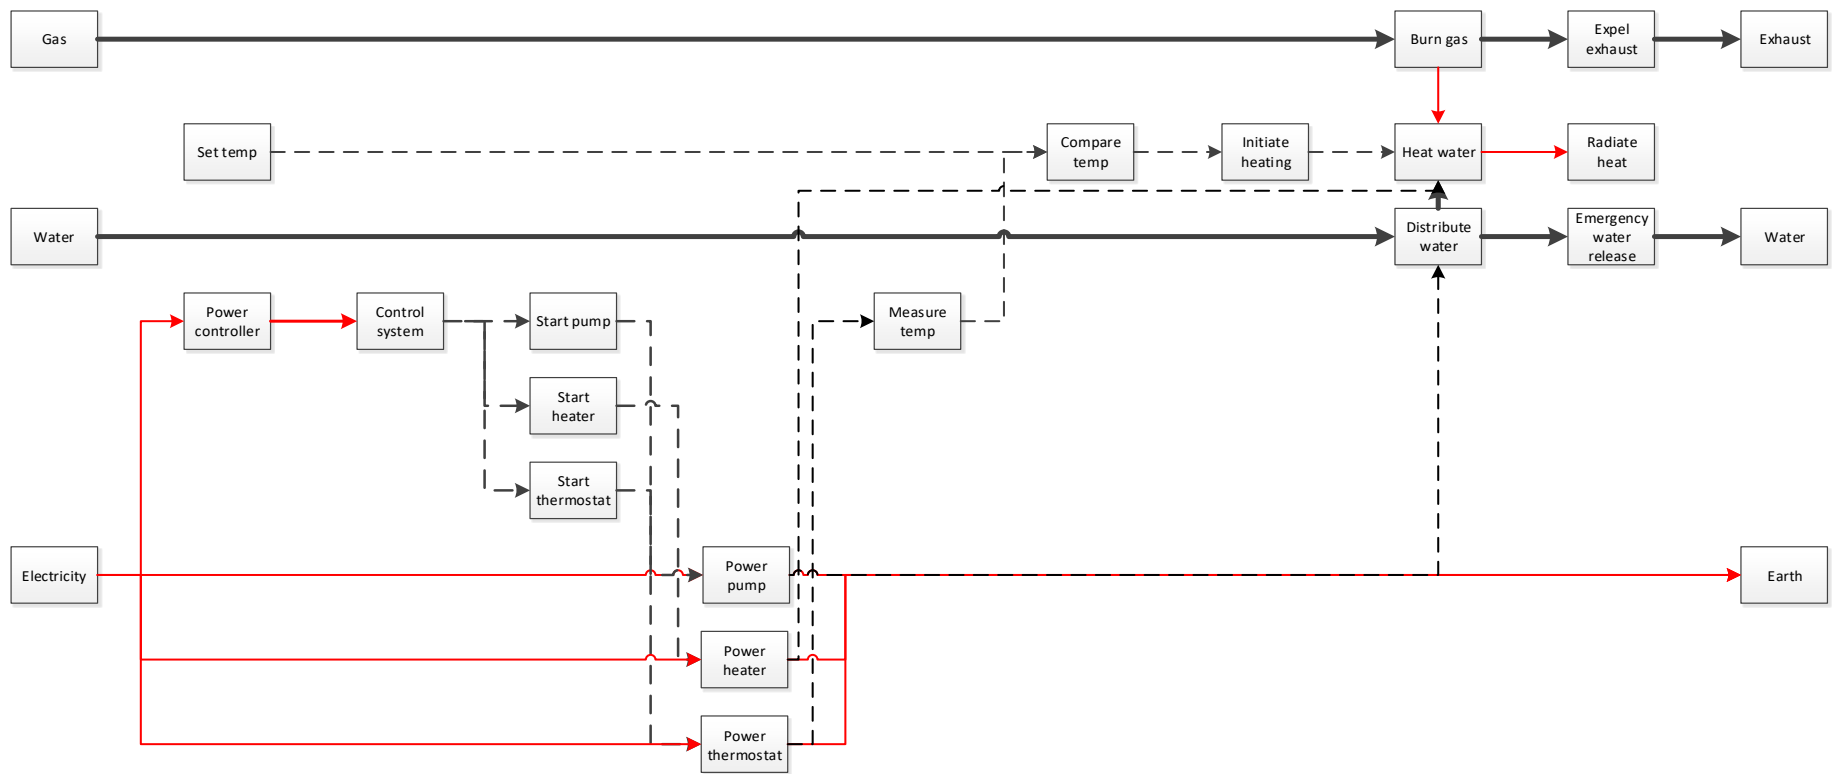 Gas
Burn gas
Expel
exhaust
Exhaust
Set temp
Compare
temp
Initiate
heating
Heat water
Radiate
heat
Water
Distribute
water
Emergency
water
release
Water
Power
controller
Control
system
Start pump
Measure
temp
Start
heater
Start
thermostat
Electricity
Power
pump
Earth
Power
heater
Power
thermostat